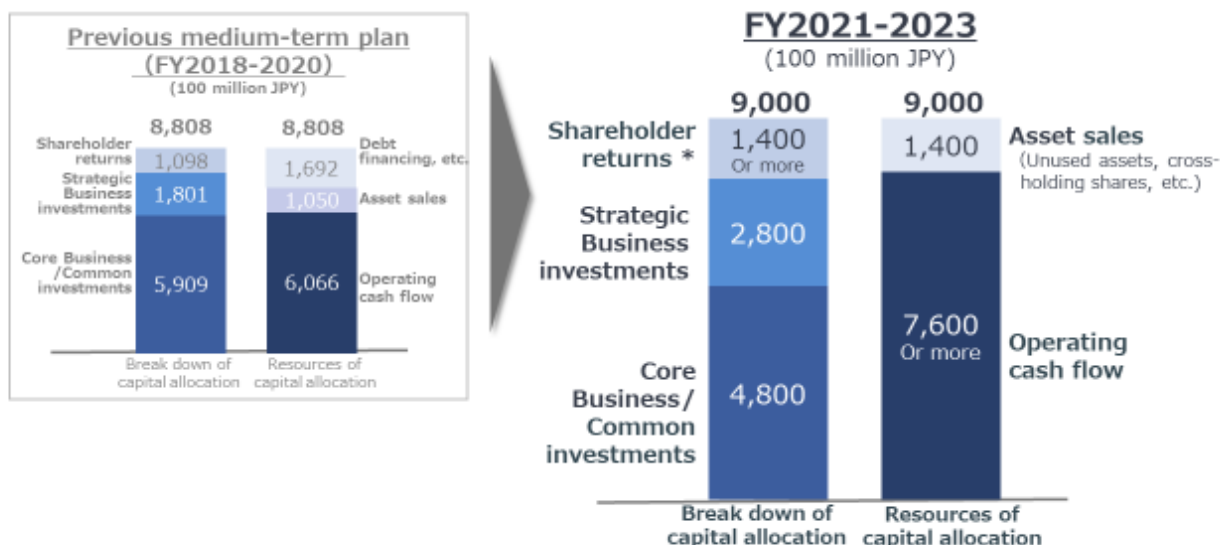 Previous medium-term plan
(FY2018-2020)
(100 million JPY)
8,808
8,808
Shareholder
returns
1,098
Strategic
Business
investments
1,801
Core Business
/Common
investments
5,909
1,692
Debt
financing, etc.
1,050
Asset sales
6,066
Operating
cash flow
Break down of
capital allocation
Resources of
capital allocation
FY2021-2023
(100 million JPY)
9,000
9,000
Shareholder
returns *
1,400
Or more
Strategic
Business
investments
2,800
Core
Business/
Common
investments
4,800
1,400
Asset sales
(Unused assets, cross-
holding shares, etc.)
7,600
Or more
Operating
cash flow
Break down of
capital allocation
Resources of
capital allocation